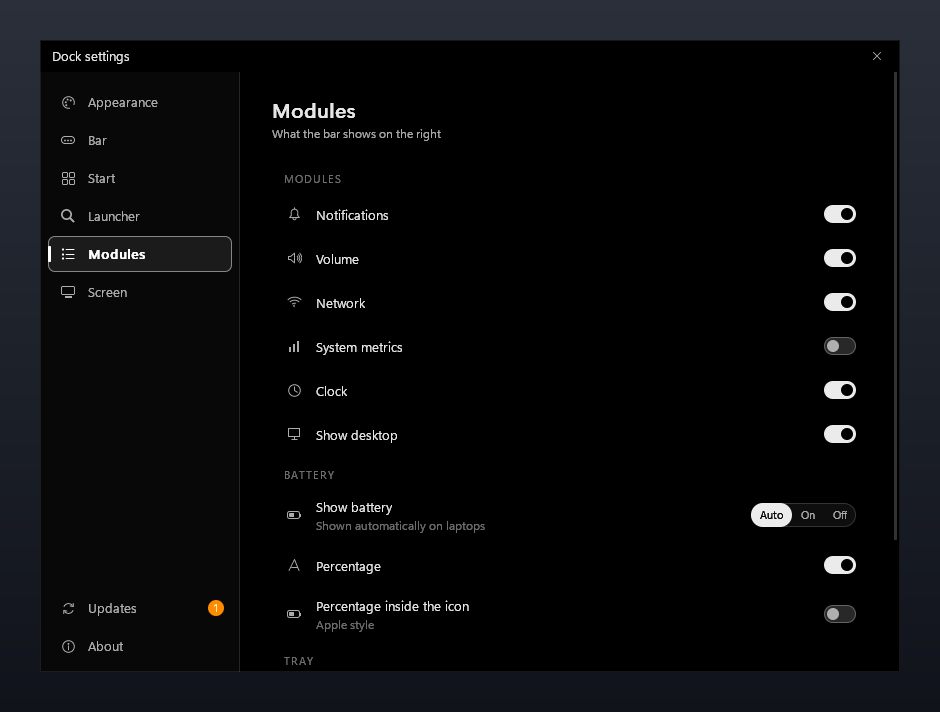 Dock settings
Appearance
Bar
Start
Launcher
Modules
Screen
Updates
1
About
Modules
What the bar shows on the right
MODULES
Notifications
Volume
Network
System metrics
Clock
Show desktop
BATTERY
Show battery
Shown automatically on laptops
Auto On Off
Percentage
Percentage inside the icon
Apple style
TRAY